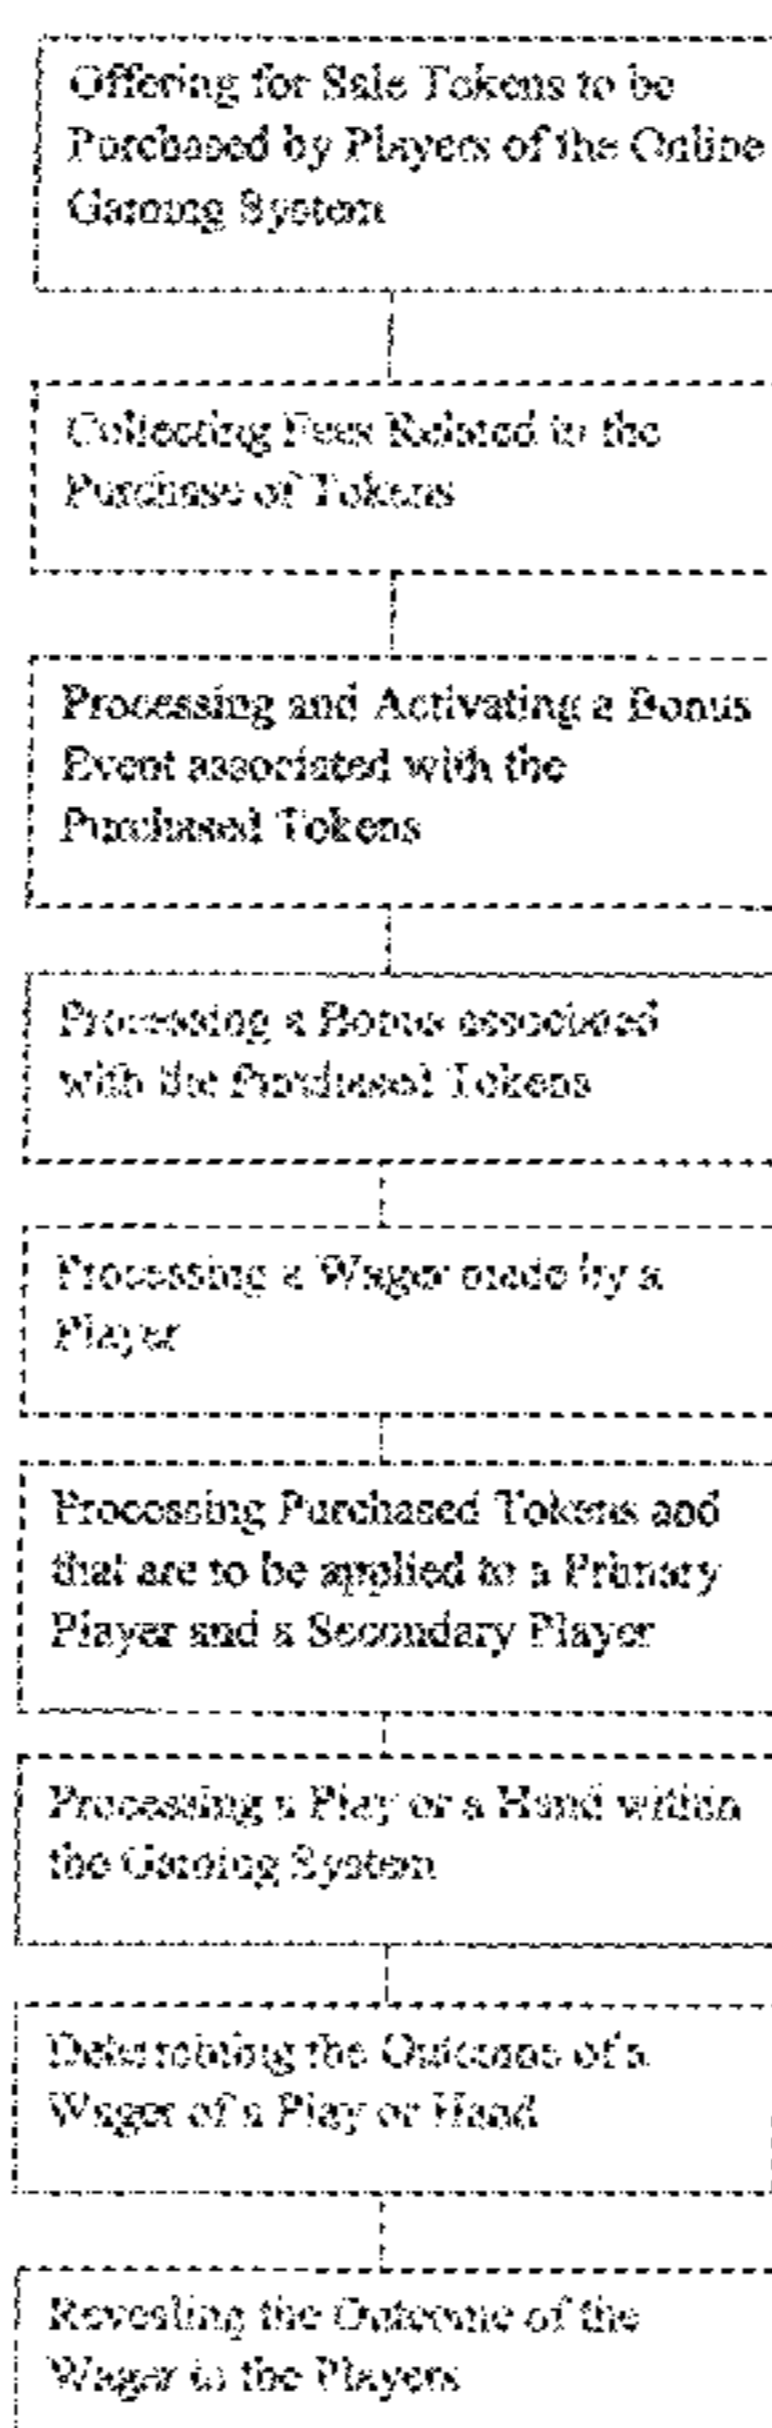 Offering for Sale Tokens to be
Purchased by Players of the Online
Gaming System
Collecting Fees Related to the
Purchase of Tokens
Processing and Activating a Bonus
Event associated with the
Purchased Tokens
Processing a Bonus associated
with the Purchased Tokens
Processing a Wager made by a
Player
Processing Purchased Tokens and
that are to be applied to a Primary
Player and a Secondary Player
Processing a Play or a Hand within
the Gaming System
Determining the Outcome of a
Wager of a Play or Hand
Revealing the Outcome of the
Wager to the Players